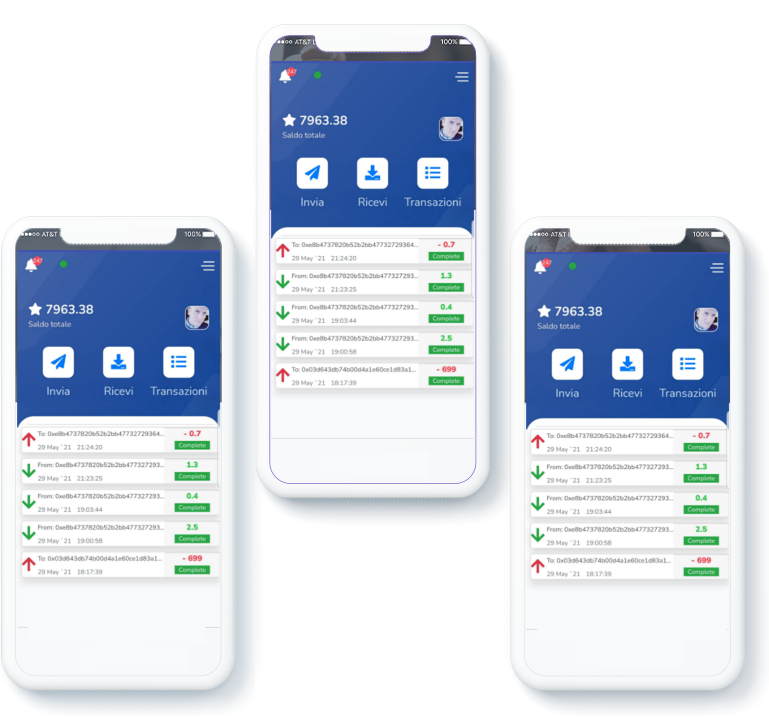 AT&T 100%
247
7963.38
Saldo totale
Invia Ricevi Transazioni
To: 0xe8b4737820b52b2bb47732729364... - 0.7
29 May `21 21:24:20 Complete
From: 0xe8b4737820b52b2bb477327293... 1.3
29 May `21 21:23:25 Complete
From: 0xe8b4737820b52b2bb477327293... 0.4
29 May `21 19:03:44 Complete
From: 0xe8b4737820b52b2bb477327293... 2.5
29 May `21 19:00:58 Complete
To: 0x03d643db74b00d4a1e60ce1d83a1... - 699
29 May `21 18:17:39 Complete
AT&T 100%
247
7963.38
Saldo totale
Invia Ricevi Transazioni
To: 0xe8b4737820b52b2bb47732729364... - 0.7
29 May `21 21:24:20 Complete
From: 0xe8b4737820b52b2bb477327293... 1.3
29 May `21 21:23:25 Complete
From: 0xe8b4737820b52b2bb477327293... 0.4
29 May `21 19:03:44 Complete
From: 0xe8b4737820b52b2bb477327293... 2.5
29 May `21 19:00:58 Complete
To: 0x03d643db74b00d4a1e60ce1d83a1... - 699
29 May `21 18:17:39 Complete
AT&T 100%
247
7963.38
Saldo totale
Invia Ricevi Transazioni
To: 0xe8b4737820b52b2bb47732729364... - 0.7
29 May `21 21:24:20 Complete
From: 0xe8b4737820b52b2bb477327293... 1.3
29 May `21 21:23:25 Complete
From: 0xe8b4737820b52b2bb477327293... 0.4
29 May `21 19:03:44 Complete
From: 0xe8b4737820b52b2bb477327293... 2.5
29 May `21 19:00:58 Complete
To: 0x03d643db74b00d4a1e60ce1d83a1... - 699
29 May `21 18:17:39 Complete